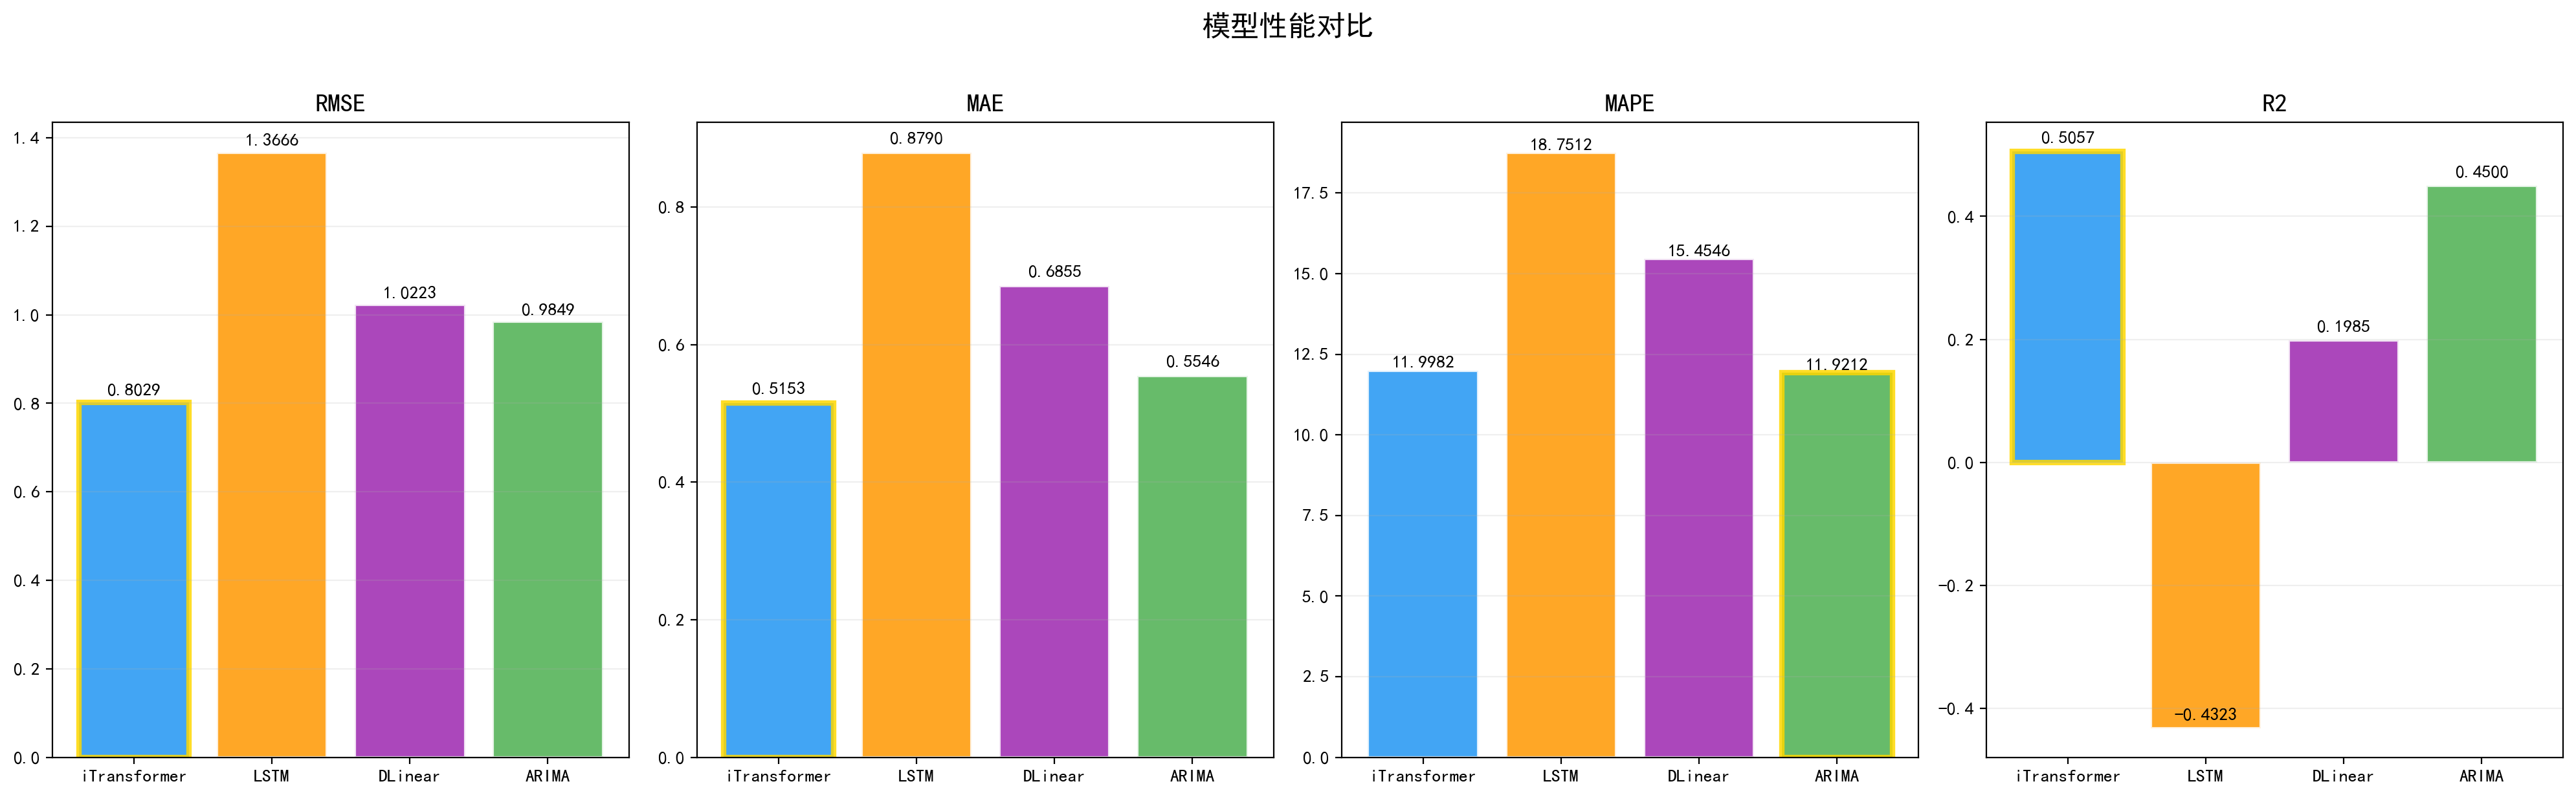 模型性能对比
RMSE
1.4
1.2
1.0
0.8
0.6
0.4
0.2
0.0
0.8029
1.3666
1.0223
0.9849
iTransformer
LSTM
DLinear
ARIMA
MAE
0.8
0.6
0.4
0.2
0.0
0.5153
0.8790
0.6855
0.5546
iTransformer
LSTM
DLinear
ARIMA
MAPE
17.5
15.0
12.5
10.0
7.5
5.0
2.5
0.0
11.9982
18.7512
15.4546
11.9212
iTransformer
LSTM
DLinear
ARIMA
R2
0.4
0.2
0.0
−0.2
−0.4
0.5057
−0.4323
0.1985
0.4500
iTransformer
LSTM
DLinear
ARIMA